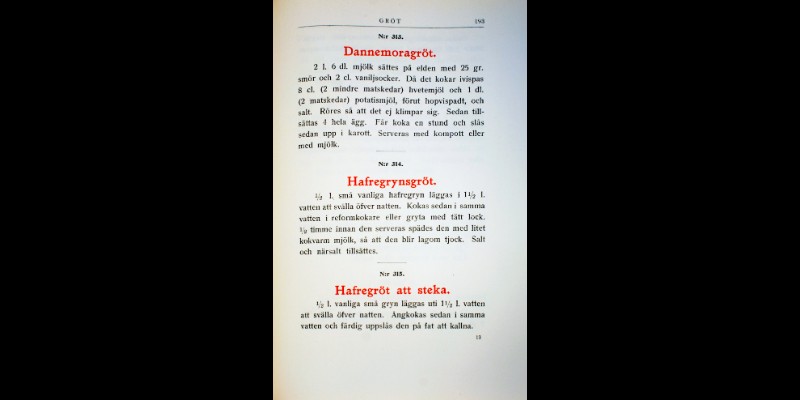 GRÖT 193
N:r 313.
Dannemoragröt.
2 l. 6 dl. mjölk sättes på elden med 25 gr.
smör och 2 cl. vaniljsocker. Då det kokar ivispas
8 cl. (2 mindre matskedar) hvetemjöl och 1 dl.
(2 matskedar) potatismjöl, förut hopvispadt, och
salt. Röres så att det ej klimpar sig. Sedan till-
sättas 4 hela ägg. Får koka en stund och slås
sedan upp i karott. Serveras med kompott eller
med mjölk.
N:r 314.
Hafregrynsgröt.
1/2 l. små vanliga hafregryn läggas i 1 1/2 l.
vatten att svälla öfver natten. Kokas sedan i samma
vatten i reformkokare eller gryta med tätt lock.
1/2 timme innan den serveras spädes den med litet
kokvarm mjölk, så att den blir lagom tjock. Salt
och närsalt tillsättes.
N:r 315.
Hafregröt att steka.
1/2 l. vanliga små gryn läggas uti 1 1/2 l. vatten
att svälla öfver natten. Angkokas sedan i samma
vatten och färdig uppslås den på fat att kallna.
13